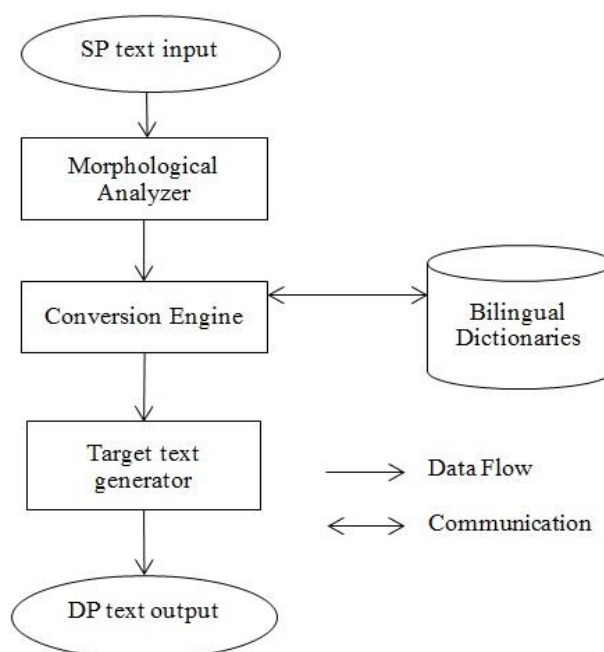 SP text input
Morphological
Analyzer
Conversion Engine
Bilingual
Dictionaries
Target text
generator
Data Flow
Communication
DP text output